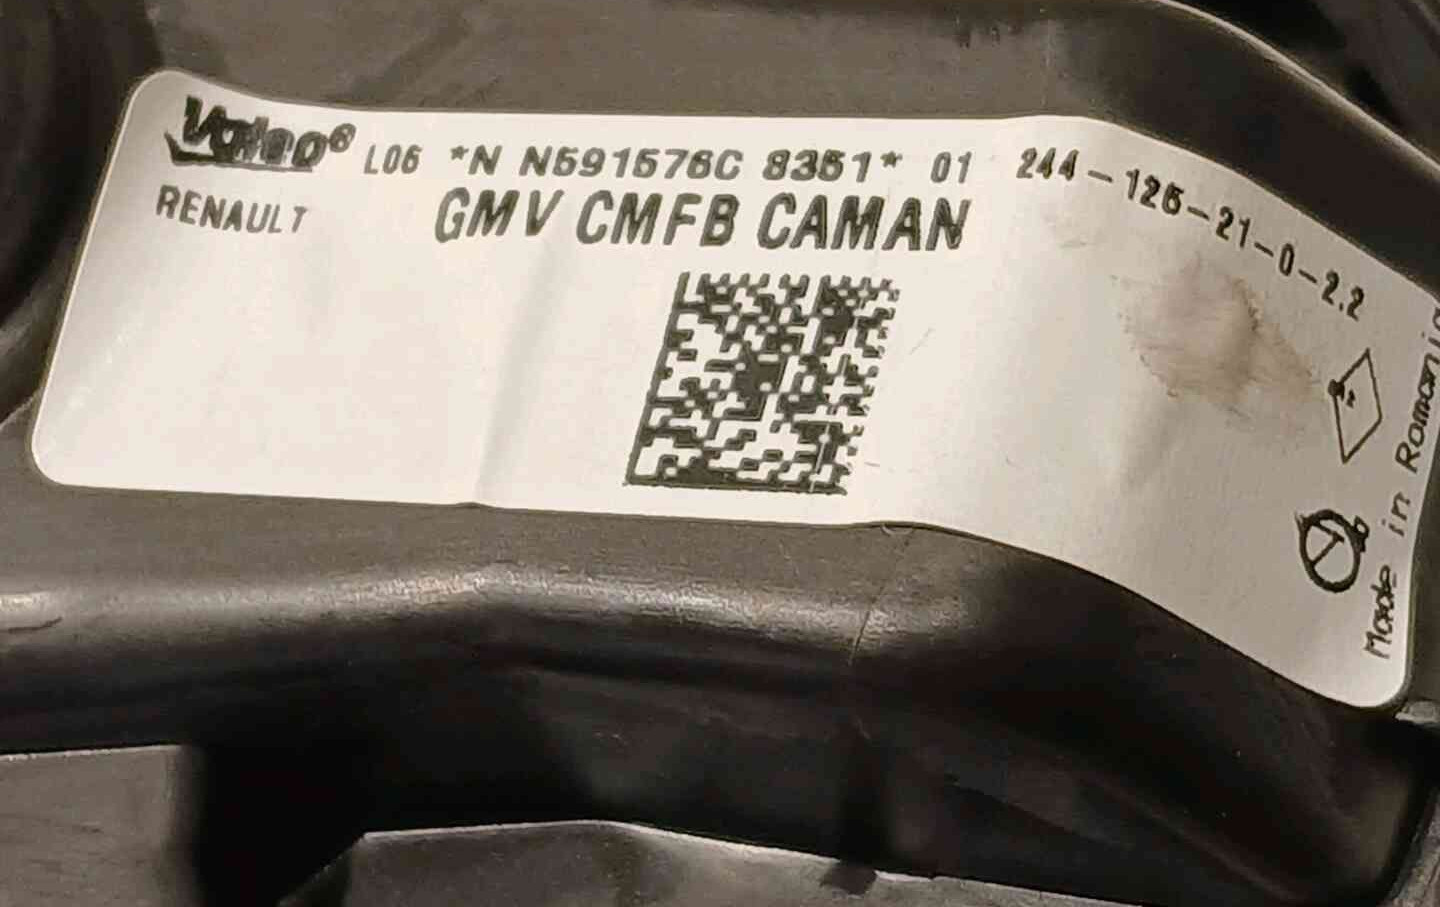 Valeo
L06 *N N591576C 8351* 01 244-126-21-0-2.2
RENAULT
GMV CMFB CAMAN
Made in Romania